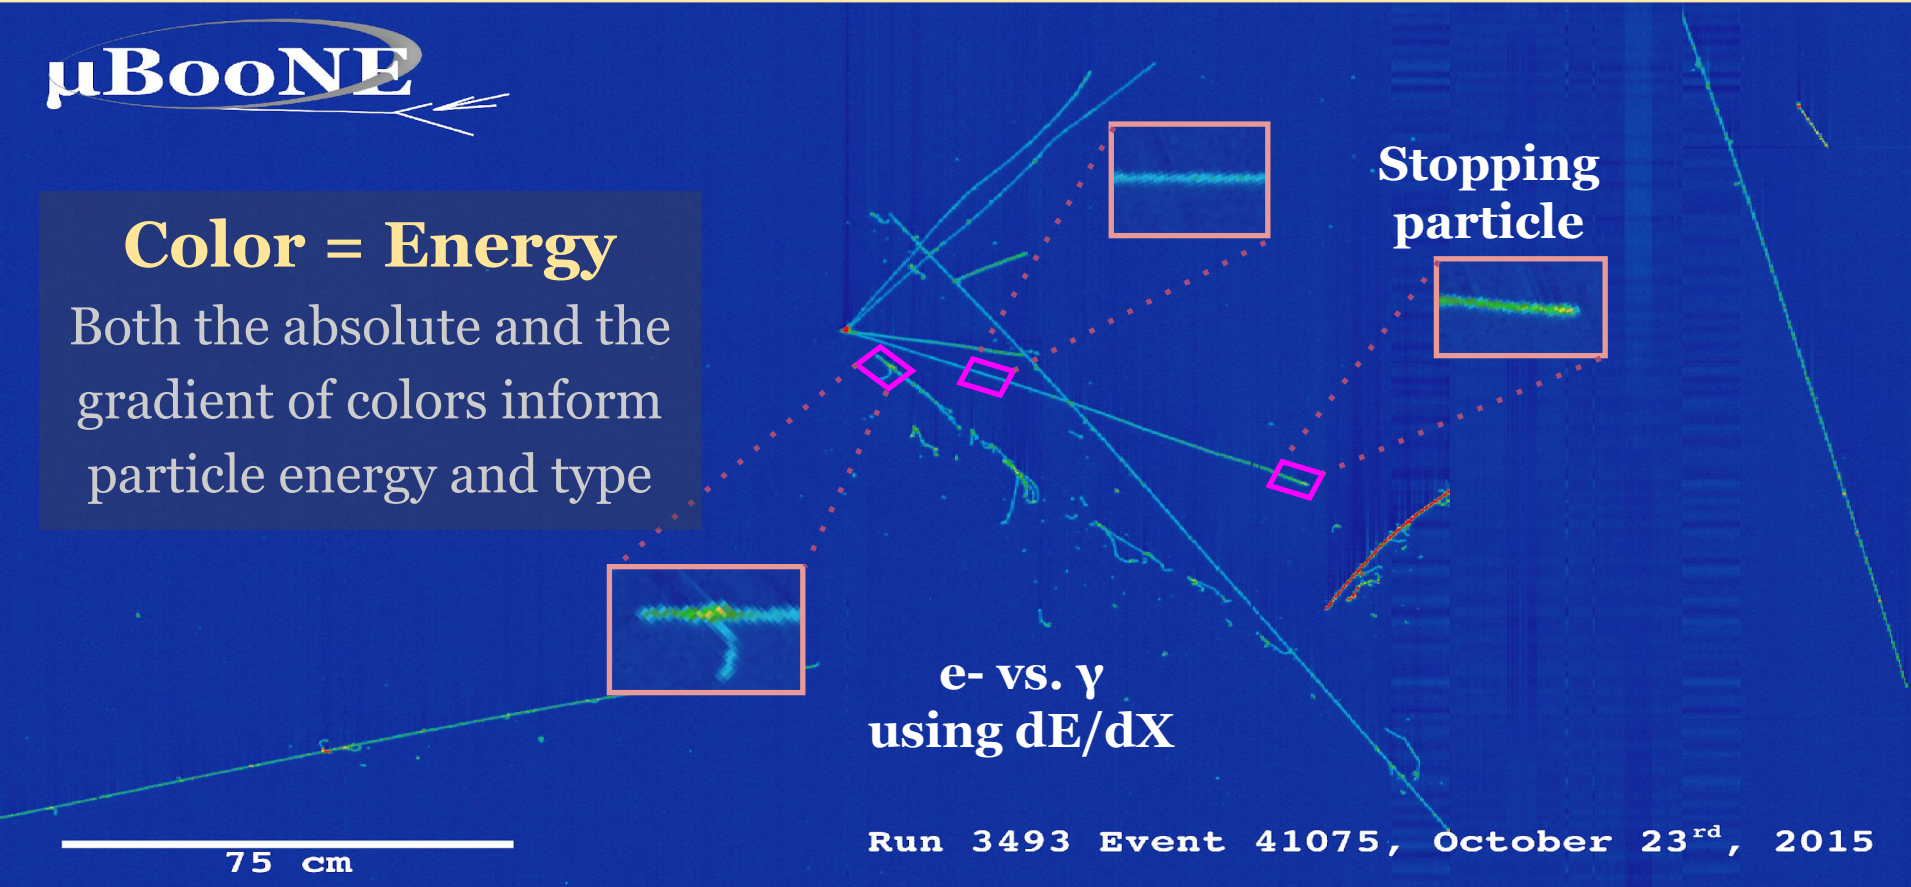 µBooNE
Color = Energy
Both the absolute and the
gradient of colors inform
particle energy and type
Stopping
particle
e- vs. γ
using dE/dX
75 cm
Run 3493 Event 41075, October 23rd, 2015